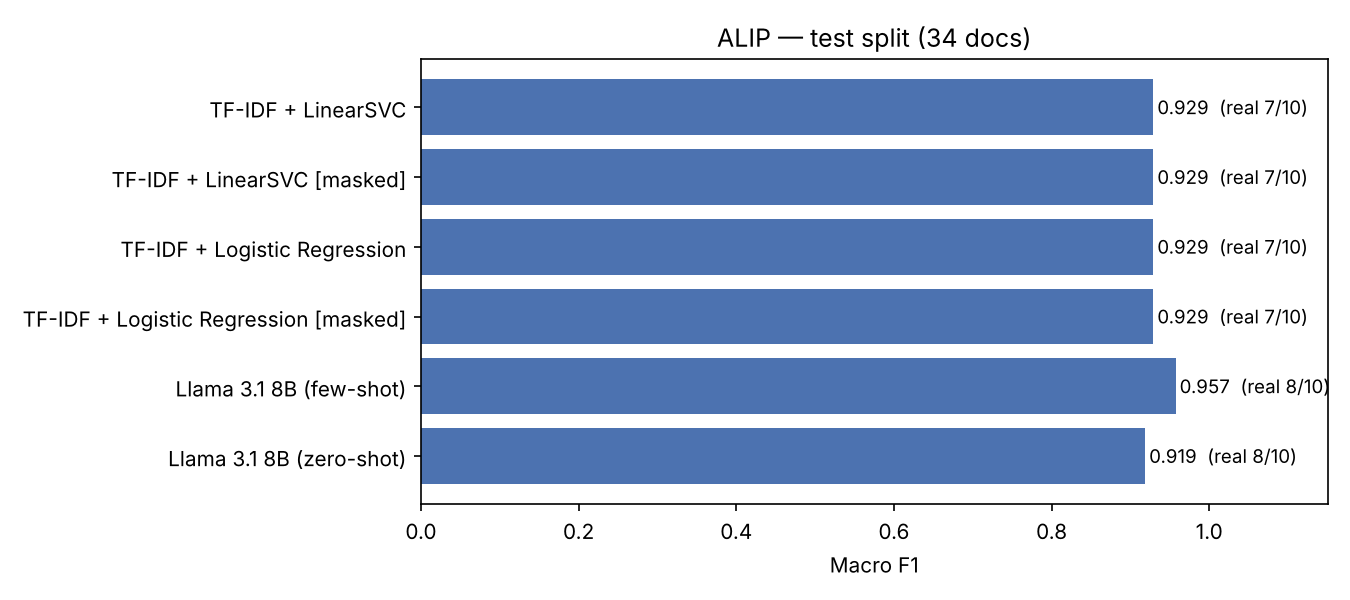 ALIP — test split (34 docs)
TF-IDF + LinearSVC 0.929 (real 7/10)
TF-IDF + LinearSVC [masked] 0.929 (real 7/10)
TF-IDF + Logistic Regression 0.929 (real 7/10)
TF-IDF + Logistic Regression [masked] 0.929 (real 7/10)
Llama 3.1 8B (few-shot) 0.957 (real 8/10)
Llama 3.1 8B (zero-shot) 0.919 (real 8/10)
0.0 0.2 0.4 0.6 0.8 1.0
Macro F1